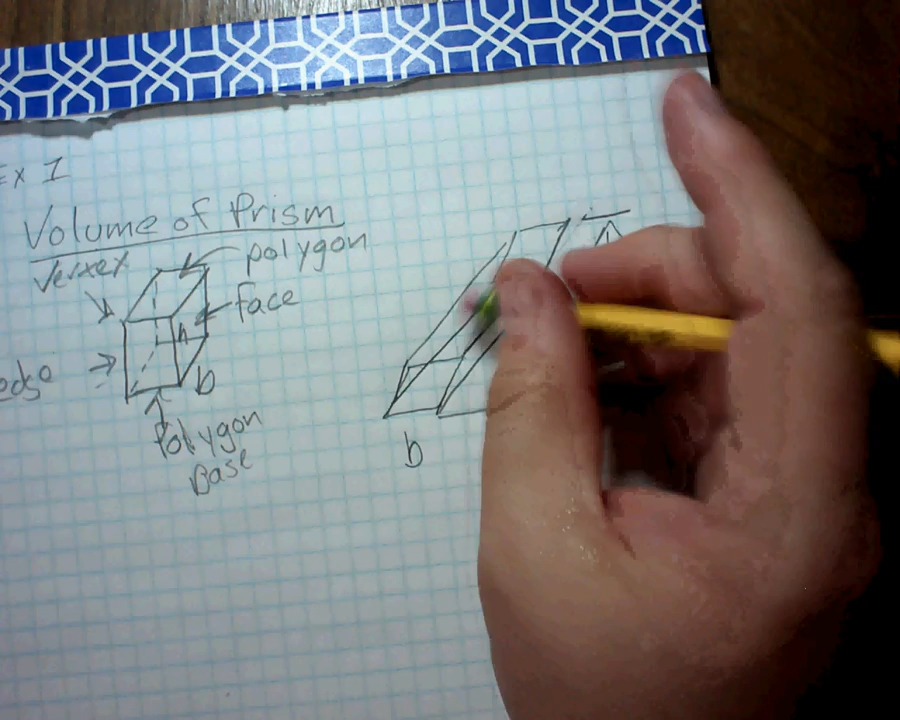 Ex 1
Volume of Prism
Vertex
polygon
face
edge
h
b
Polygon
Base
b